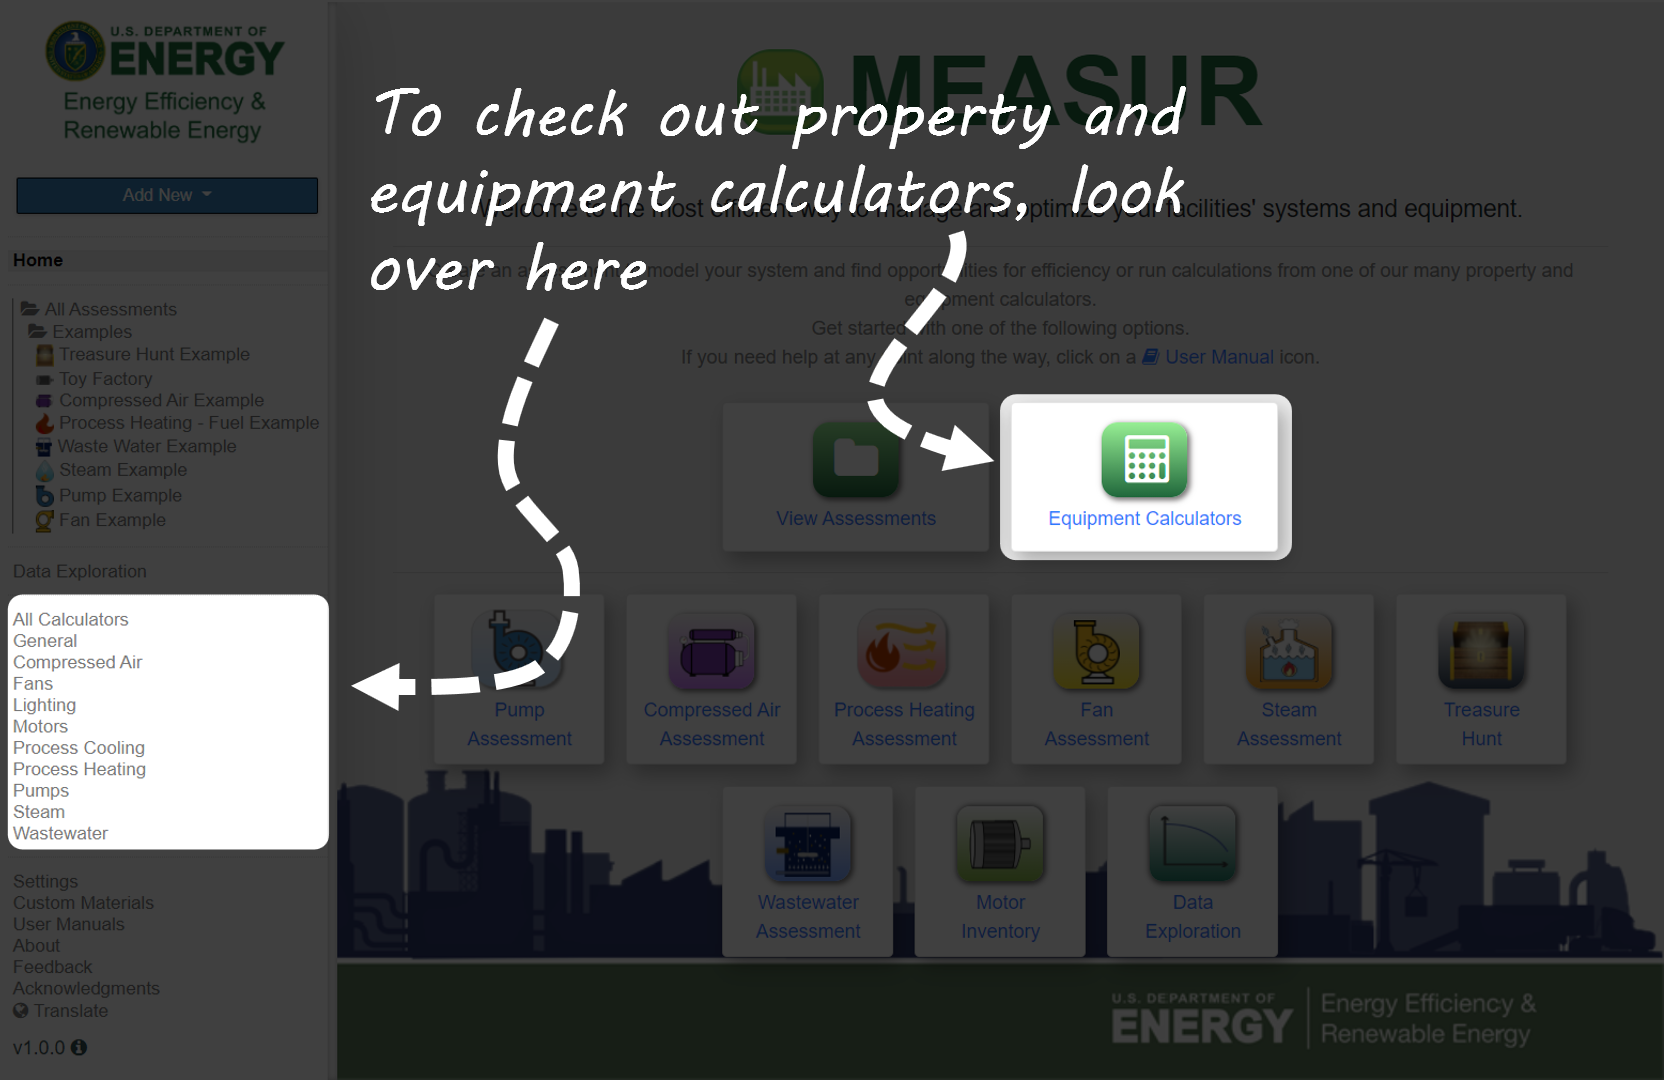 U.S. DEPARTMENT OF
ENERGY
Energy Efficiency &
Renewable Energy
Add New
Home
All Assessments
Examples
Treasure Hunt Example
Toy Factory
Compressed Air Example
Process Heating - Fuel Example
Waste Water Example
Steam Example
Pump Example
Fan Example
Data Exploration
All Calculators
General
Compressed Air
Fans
Lighting
Motors
Process Cooling
Process Heating
Pumps
Steam
Wastewater
Settings
Custom Materials
User Manuals
About
Feedback
Acknowledgments
Translate
v1.0.0
MEASUR
To check out property and
equipment calculators, look
over here
Welcome to the most efficient way to manage and optimize your facilities' systems and equipment.
an model your system and find opportunities for efficiency or run calculations from one of our many property and
equipment calculators.
Get started with one of the following options.
If you need help at any point along the way, click on a User Manual icon.
View Assessments
Equipment Calculators
Pump
Assessment
Compressed Air
Assessment
Process Heating
Assessment
Fan
Assessment
Steam
Assessment
Treasure
Hunt
Wastewater
Assessment
Motor
Inventory
Data
Exploration
U.S. DEPARTMENT OF
ENERGY
Energy Efficiency &
Renewable Energy